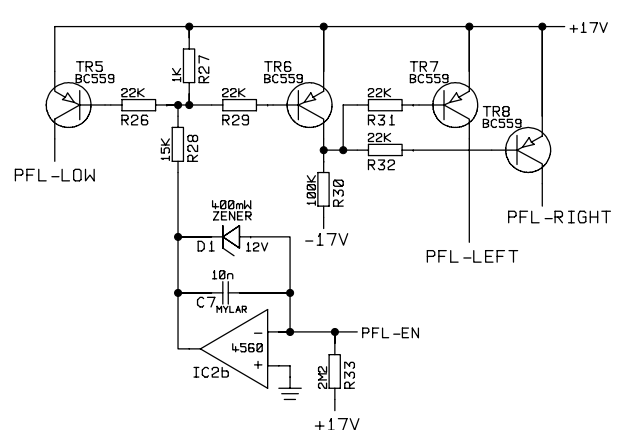 +17V
TR5
BC559
1K
R27
TR6
BC559
TR7
BC559
22K
R26
22K
R29
22K
R31
TR8
BC559
15K
R28
22K
R32
PFL-LOW
100K
R30
PFL-RIGHT
-17V
PFL-LEFT
400mW
ZENER
D1
12V
10n
C7
MYLAR
PFL-EN
-
4560
+
IC2b
2M2
R33
+17V